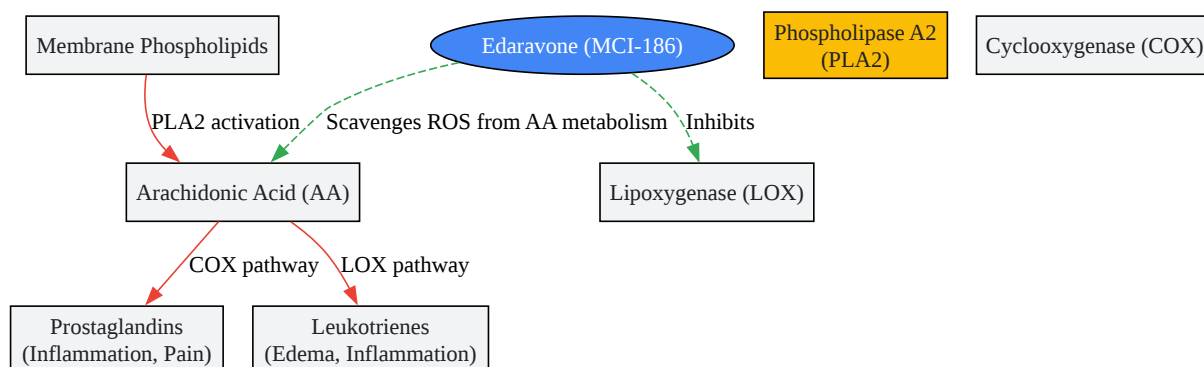 Membrane Phospholipids
Edaravone (MCI-186)
Phospholipase A2
(PLA2)
Cyclooxygenase (COX)
PLA2 activation
Scavenges ROS from AA metabolism
Inhibits
Arachidonic Acid (AA)
Lipoxygenase (LOX)
COX pathway
LOX pathway
Prostaglandins
(Inflammation, Pain)
Leukotrienes
(Edema, Inflammation)